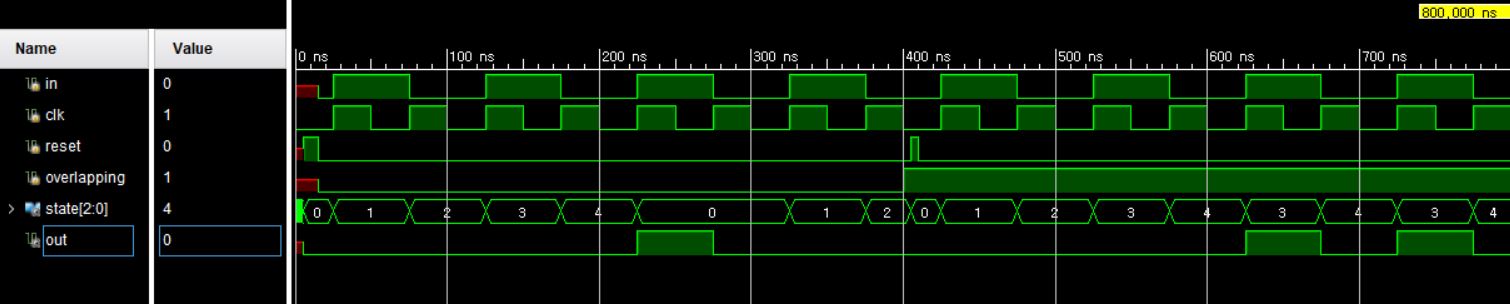 800,000 ns
Name Value
0 ns 100 ns 200 ns 300 ns 400 ns 500 ns 600 ns 700 ns
in 0
clk 1
reset 0
overlapping 1
> state[2:0] 4 0 1 2 3 4 0 1 2 0 1 2 3 4 3 4 3 4
out 0